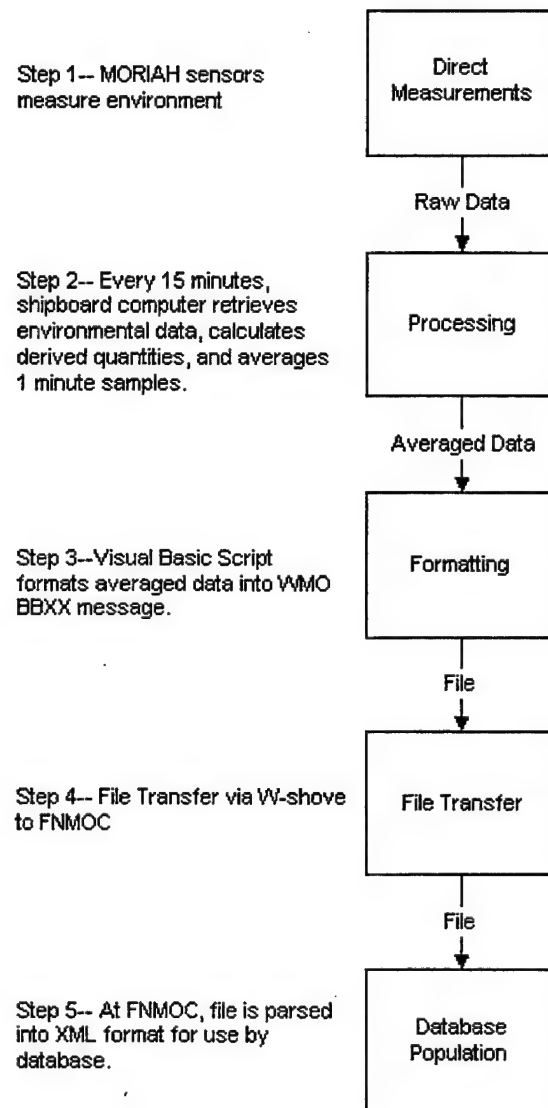 Step 1-- MORIAH sensors
measure environment
Direct
Measurements
Raw Data
Step 2-- Every 15 minutes,
shipboard computer retrieves
environmental data, calculates
derived quantities, and averages
1 minute samples.
Processing
Averaged Data
Step 3--Visual Basic Script
formats averaged data into WMO
BBXX message.
Formatting
File
Step 4-- File Transfer via W-shove
to FNMOC
File Transfer
File
Step 5-- At FNMOC, file is parsed
into XML format for use by
database.
Database
Population